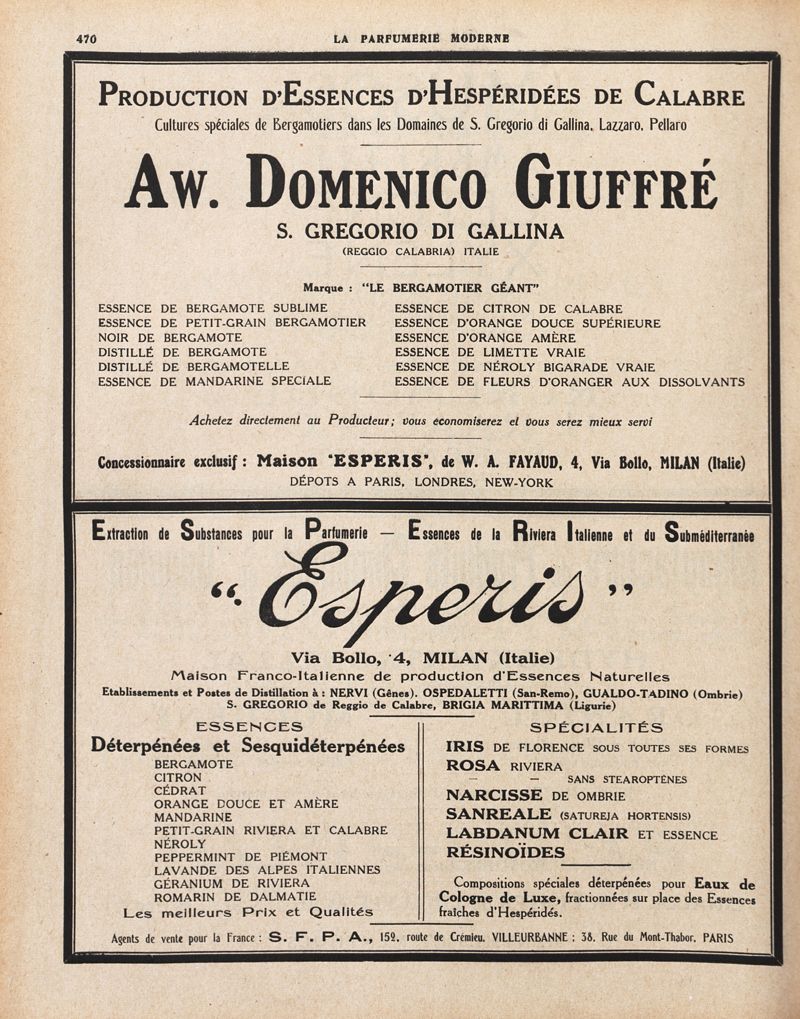 470
LA PARFUMERIE MODERNE
PRODUCTION D'ESSENCES D'HESPÉRIDÉES DE CALABRE
Cultures spéciales de Bergamotiers dans les Domaines de S. Gregorio di Gallina, Lazzaro, Pellaro
AW. DOMENICO GIUFFRÉ
S. GREGORIO DI GALLINA
(REGGIO CALABRIA) ITALIE
Marque : "LE BERGAMOTIER GÉANT"
ESSENCE DE BERGAMOTE SUBLIME
ESSENCE DE PETIT-GRAIN BERGAMOTIER
NOIR DE BERGAMOTE
DISTILLÉ DE BERGAMOTE
DISTILLÉ DE BERGAMOTELLE
ESSENCE DE MANDARINE SPECIALE
ESSENCE DE CITRON DE CALABRE
ESSENCE D'ORANGE DOUCE SUPÉRIEURE
ESSENCE D'ORANGE AMÈRE
ESSENCE DE LIMETTE VRAIE
ESSENCE DE NÉROLY BIGARADE VRAIE
ESSENCE DE FLEURS D'ORANGER AUX DISSOLVANTS
Achetez directement au Producteur; vous économiserez et vous serez mieux servi
Concessionnaire exclusif : Maison "ESPERIS", de W. A. FAYAUD, 4, Via Bollo, MILAN (Italie)
DÉPOTS A PARIS, LONDRES, NEW-YORK
Extraction de Substances pour la Parfumerie — Essences de la Riviera Italienne et du Subméditerranée
"Esperis"
Via Bollo, 4, MILAN (Italie)
Maison Franco-Italienne de production d'Essences Naturelles
Etablissements et Postes de Distillation à : NERVI (Gênes), OSPEDALETTI (San-Remo), GUALDO-TADINO (Ombrie)
S. GREGORIO de Reggio de Calabre, BRIGIA MARITTIMA (Ligurie)
ESSENCES
Déterpénées et Sesquidéterpénées
BERGAMOTE
CITRON
CÉDRAT
ORANGE DOUCE ET AMÈRE
MANDARINE
PETIT-GRAIN RIVIERA ET CALABRE
NÉROLY
PEPPERMINT DE PIÉMONT
LAVANDE DES ALPES ITALIENNES
GÉRANIUM DE RIVIERA
ROMARIN DE DALMATIE
Les meilleurs Prix et Qualités
SPÉCIALITÉS
IRIS DE FLORENCE SOUS TOUTES SES FORMES
ROSA RIVIERA
— — SANS STEAROPTÈNES
NARCISSE DE OMBRIE
SANREALE (SATUREJA HORTENSIS)
LABDANUM CLAIR ET ESSENCE
RÉSINOÏDES
Compositions spéciales déterpénées pour Eaux de
Cologne de Luxe, fractionnées sur place des Essences
fraîches d'Hespéridés.
Agents de vente pour la France : S. F. P. A., 152, route de Crémieu, VILLEURBANNE ; 38, Rue du Mont-Thabor, PARIS